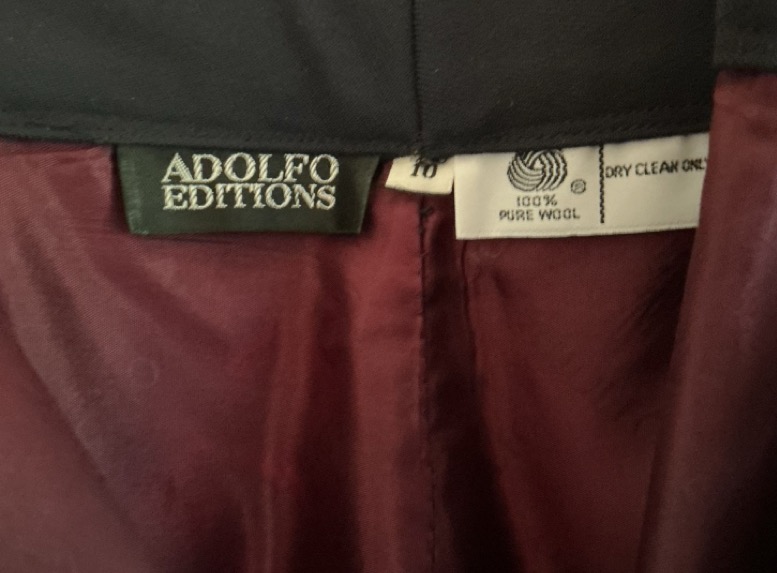 ADOLFO
EDITIONS
10
®
100%
PURE WOOL
DRY CLEAN ONLY